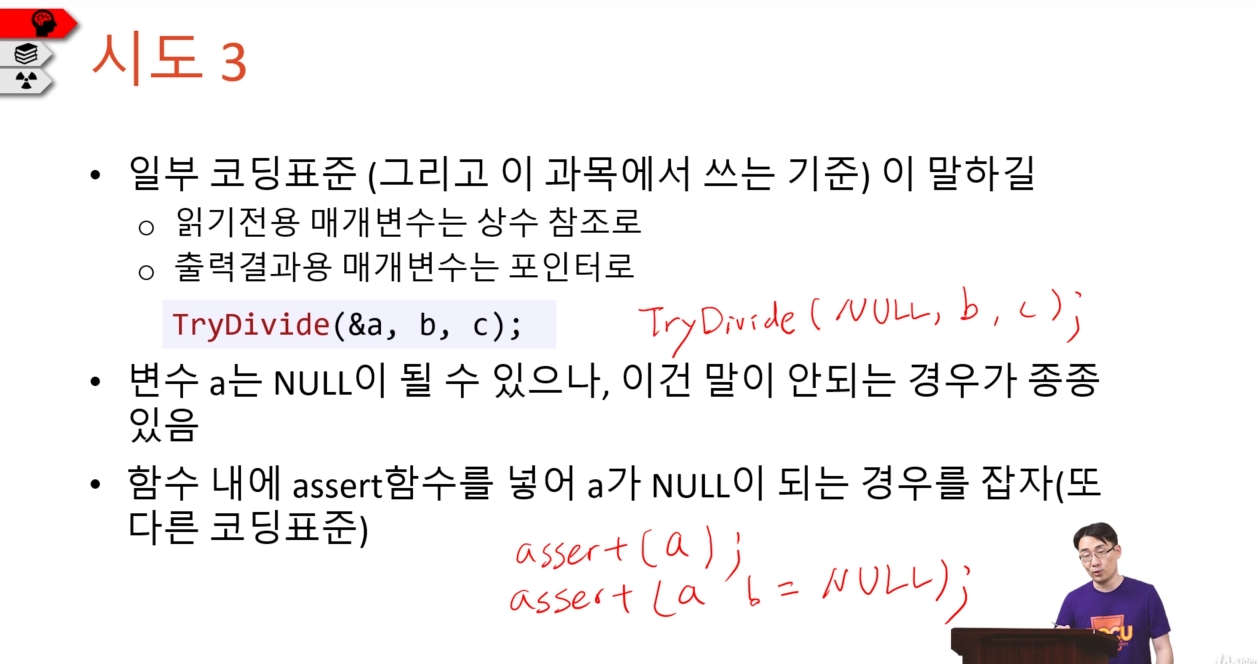 시도 3
• 일부 코딩표준 (그리고 이 과목에서 쓰는 기준) 이 말하길
o 읽기전용 매개변수는 상수 참조로
o 출력결과용 매개변수는 포인터로
TryDivide(&a, b, c);
TryDivide(NULL, b, c);
• 변수 a는 NULL이 될 수 있으나, 이건 말이 안되는 경우가 종종
있음
• 함수 내에 assert함수를 넣어 a가 NULL이 되는 경우를 잡자(또
다른 코딩표준)
assert(a);
assert(a != NULL);